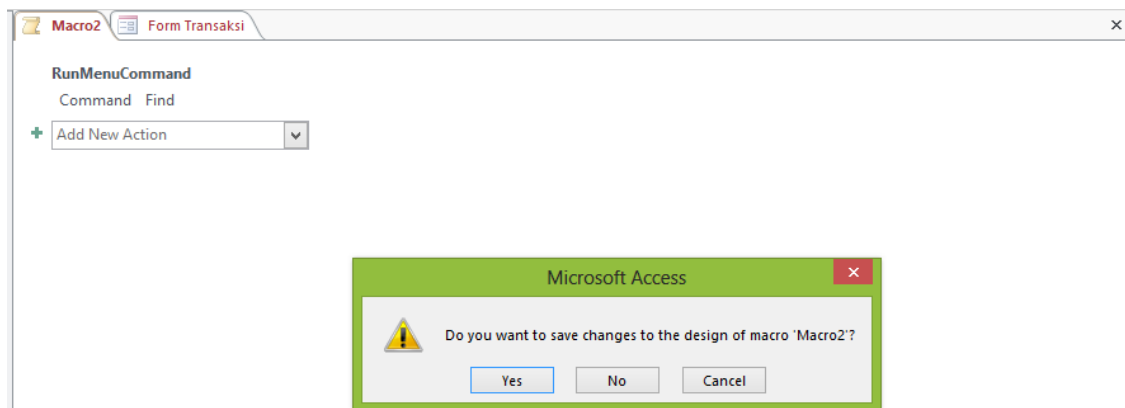 Macro2 Form Transaksi
RunMenuCommand
Command Find
Add New Action
Microsoft Access
Do you want to save changes to the design of macro 'Macro2'?
Yes No Cancel